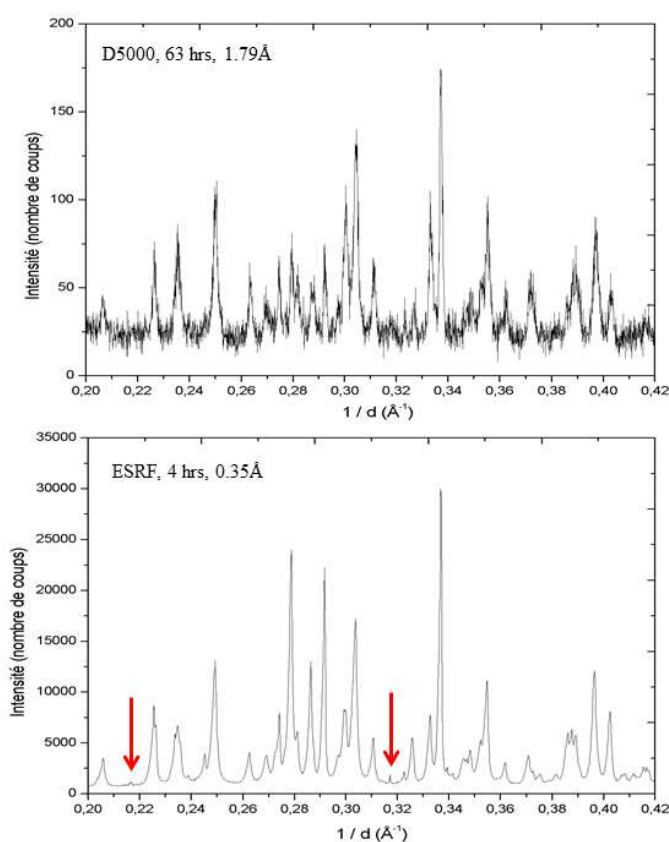 200
D5000, 63 hrs, 1.79Å
150
100
50
0
Intensité (nombre de coups)
0,20 0,22 0,24 0,26 0,28 0,30 0,32 0,34 0,36 0,38 0,40 0,42
1 / d (Å⁻¹)
35000
ESRF, 4 hrs, 0.35Å
30000
25000
20000
15000
10000
5000
0
Intensité (nombre de coups)
0,20 0,22 0,24 0,26 0,28 0,30 0,32 0,34 0,36 0,38 0,40 0,42
1 / d (Å⁻¹)